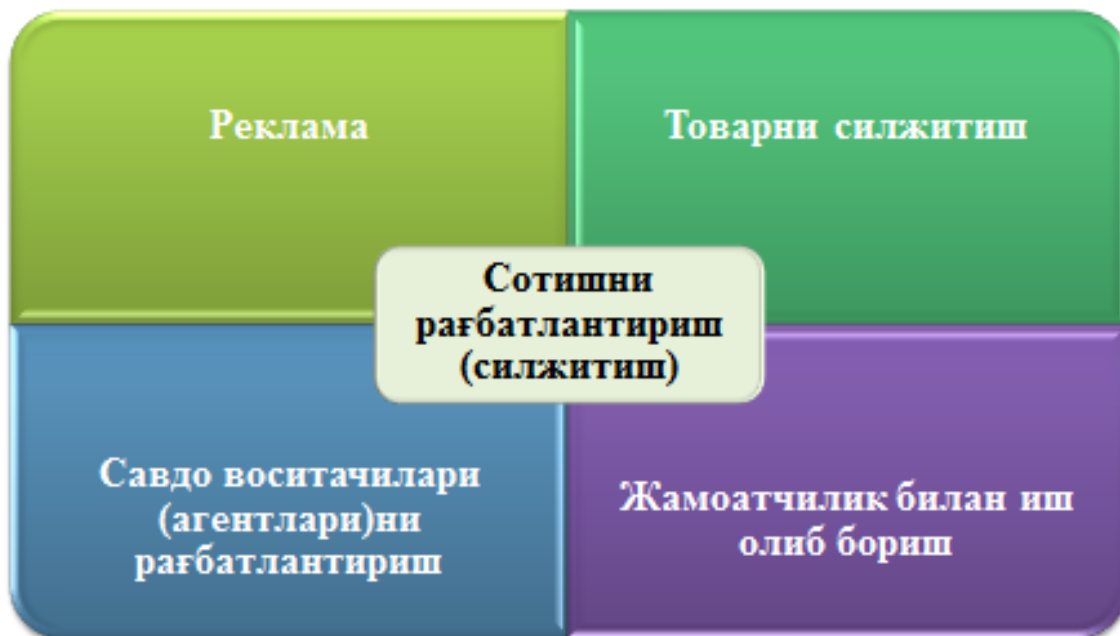 Реклама
Товарни силжитиш
Сотишни
рағбатлантириш
(силжитиш)
Савдо воситачилари
(агентлари)ни
рағбатлантириш
Жамоатчилик билан иш
олиб бориш